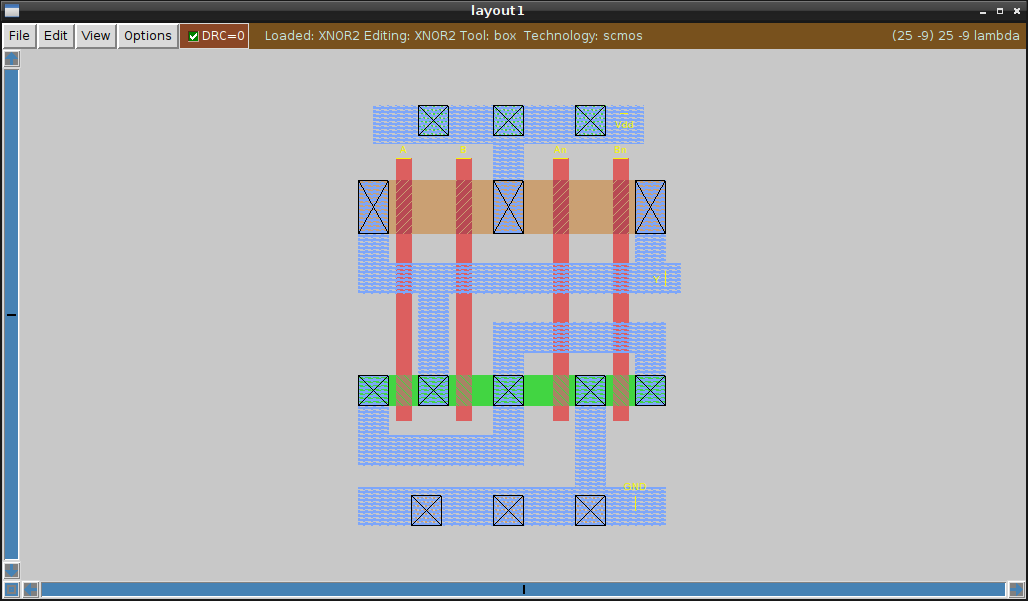 layout1
File Edit View Options DRC=0 Loaded: XNOR2 Editing: XNOR2 Tool: box Technology: scmos (25 -9) 25 -9 lambda
Vdd
A B An Bn
Y
GND